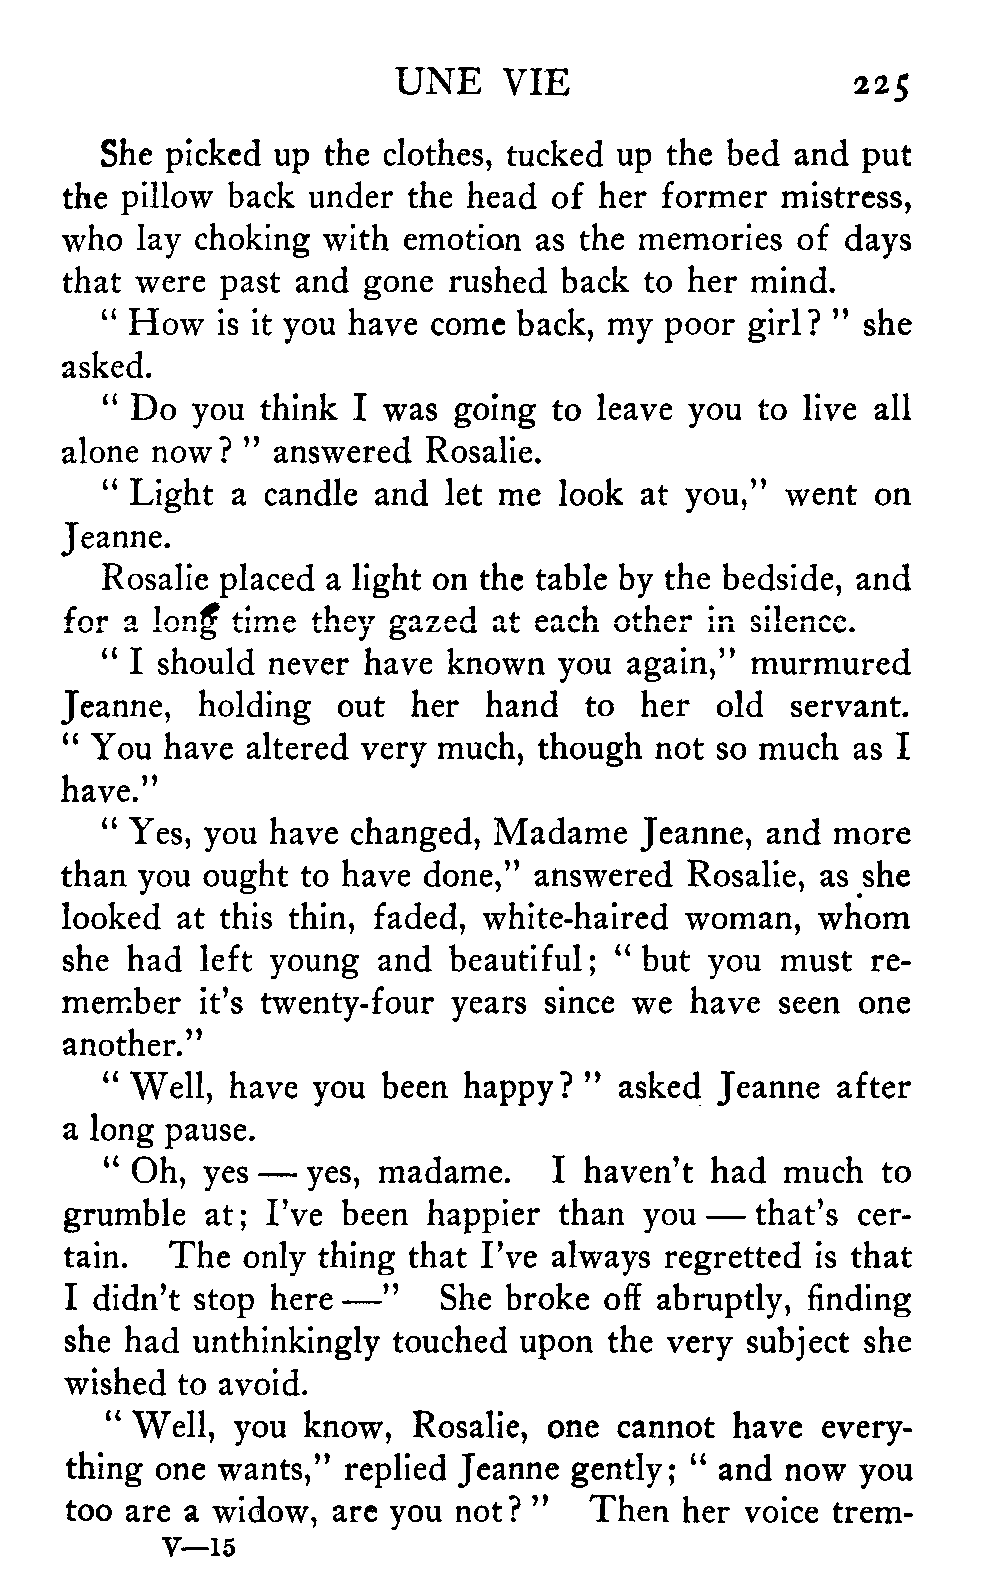 UNE VIE 225
She picked up the clothes, tucked up the bed and put
the pillow back under the head of her former mistress,
who lay choking with emotion as the memories of days
that were past and gone rushed back to her mind.
“ How is it you have come back, my poor girl? ” she
asked.
“ Do you think I was going to leave you to live all
alone now? ” answered Rosalie.
“ Light a candle and let me look at you,” went on
Jeanne.
Rosalie placed a light on the table by the bedside, and
for a long time they gazed at each other in silence.
“ I should never have known you again,” murmured
Jeanne, holding out her hand to her old servant.
“ You have altered very much, though not so much as I
have.”
“ Yes, you have changed, Madame Jeanne, and more
than you ought to have done,” answered Rosalie, as she
looked at this thin, faded, white-haired woman, whom
she had left young and beautiful; “ but you must re-
member it's twenty-four years since we have seen one
another.”
“ Well, have you been happy? ” asked Jeanne after
a long pause.
“ Oh, yes — yes, madame. I haven't had much to
grumble at; I've been happier than you — that's cer-
tain. The only thing that I've always regretted is that
I didn't stop here —” She broke off abruptly, finding
she had unthinkingly touched upon the very subject she
wished to avoid.
“ Well, you know, Rosalie, one cannot have every-
thing one wants,” replied Jeanne gently; “ and now you
too are a widow, are you not? ” Then her voice trem-
V—15